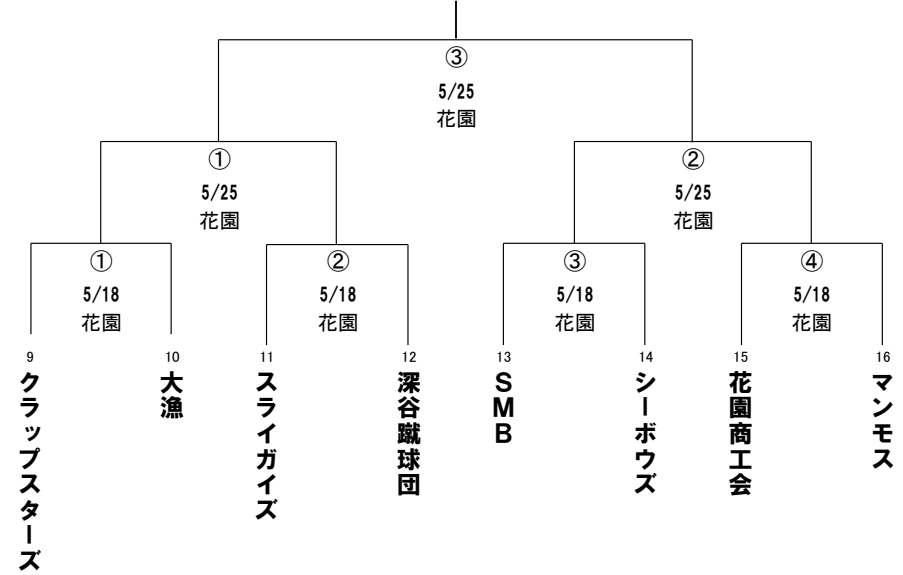 ③
5/25
花園
① ②
5/25 5/25
花園 花園
① ② ③ ④
5/18 5/18 5/18 5/18
花園 花園 花園 花園
9 10 11 12 13 14 15 16
クラップスターズ
大漁
スライガイズ
深谷蹴球団
SMB
シーボウズ
花園商工会
マンモス